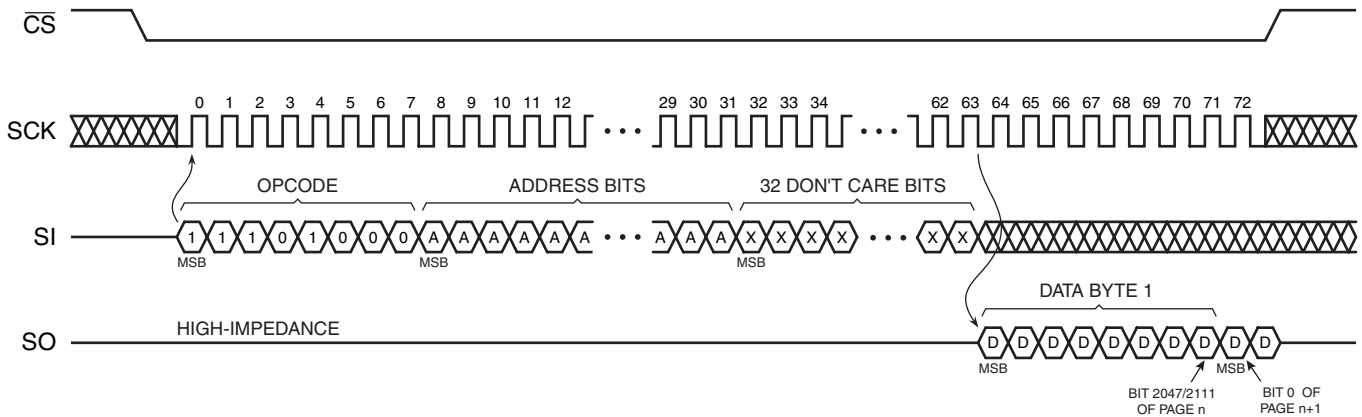 CS
0 1 2 3 4 5 6 7 8 9 10 11 12 29 30 31 32 33 34 62 63 64 65 66 67 68 69 70 71 72
SCK
OPCODE ADDRESS BITS 32 DON'T CARE BITS
SI 1 1 1 0 1 0 0 0 A A A A A A A A A X X X X X X
MSB MSB MSB
DATA BYTE 1
HIGH-IMPEDANCE
SO D D D D D D D D D D
MSB MSB
BIT 2047/2111
OF PAGE n
BIT 0 OF
PAGE n+1